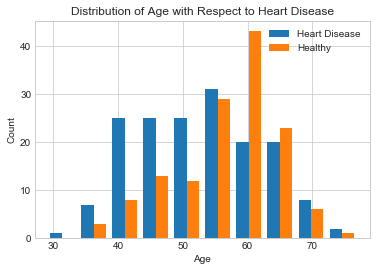 Distribution of Age with Respect to Heart Disease
Heart Disease
Healthy
40
30
20
10
0
Count
30 40 50 60 70
Age